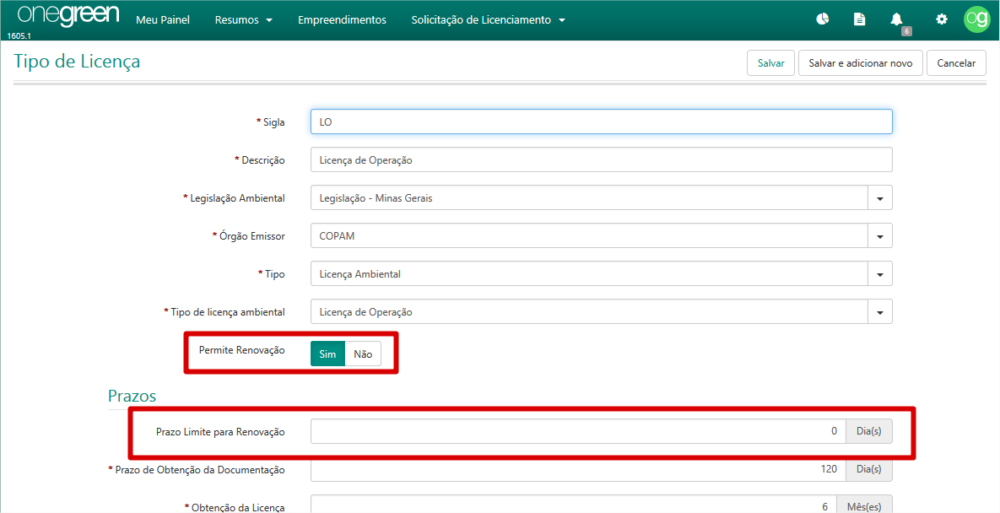 onegreen Meu Painel Resumos Empreendimentos Solicitação de Licenciamento og
1605.1 6
Tipo de Licença Salvar Salvar e adicionar novo Cancelar
* Sigla LO
* Descrição Licença de Operação
* Legislação Ambiental Legislação - Minas Gerais
* Órgão Emissor COPAM
* Tipo Licença Ambiental
* Tipo de licença ambiental Licença de Operação
Permite Renovação Sim Não
Prazos
Prazo Limite para Renovação 0 Dia(s)
* Prazo de Obtenção da Documentação 120 Dia(s)
* Obtenção da Licença 6 Mês(es)